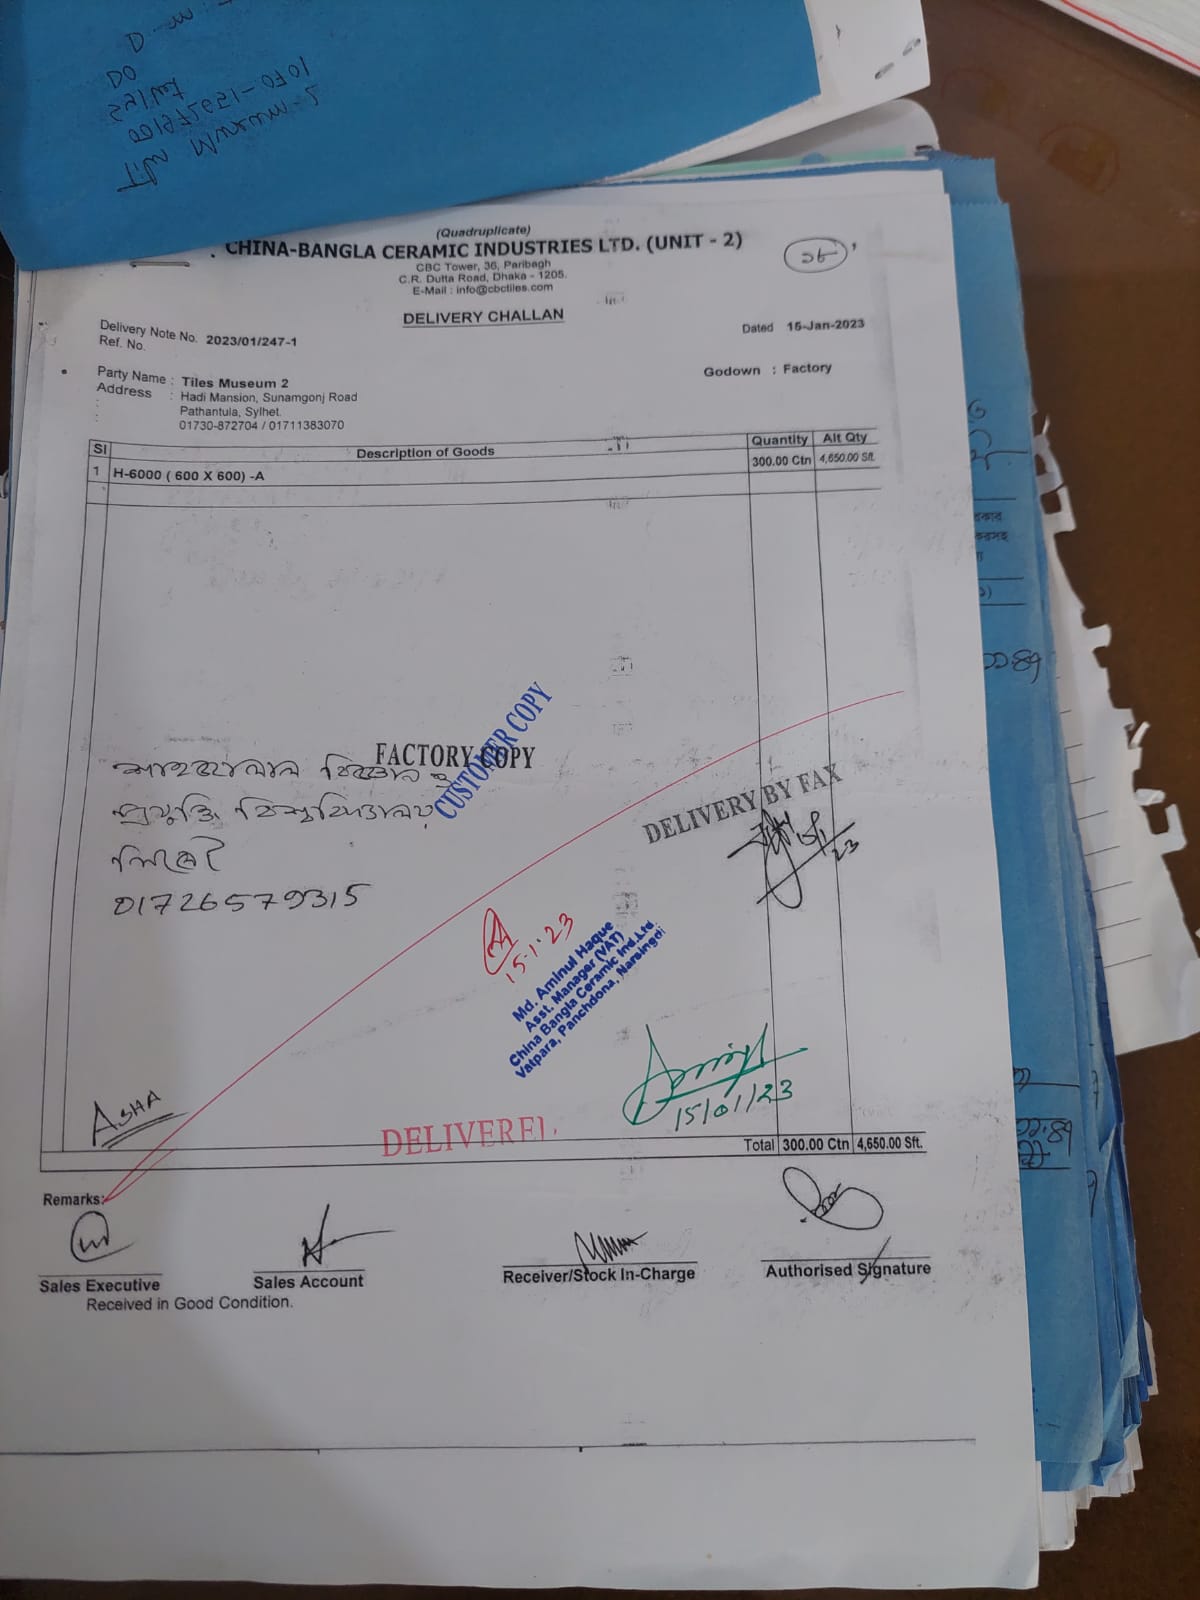 (Quadruplicate)
CHINA-BANGLA CERAMIC INDUSTRIES LTD. (UNIT - 2)
CBC Tower, 36, Paribagh
C.R. Dutta Road, Dhaka - 1205.
E-Mail : info@cbctiles.com
DELIVERY CHALLAN
Delivery Note No. 2023/01/247-1
Dated 15-Jan-2023
Ref. No.
Party Name : Tiles Museum 2
Godown : Factory
Address : Hadi Mansion, Sunamgonj Road
Pathantula, Sylhet.
01730-872704 / 01711383070
Sl Description of Goods Quantity Alt Qty
1 H-6000 ( 600 X 600) -A 300.00 Ctn 4,650.00 Sft.
FACTORY COPY
CUSTOMER COPY
DELIVERY BY FAX
শাহজালাল বিজ্ঞান ও
প্রযুক্তি বিশ্ববিদ্যালয়,
সিলেট
01726579315
15.1.23
Md. Aminul Haque
Asst. Manager (VAT)
China Bangla Ceramic Ind.Ltd.
Vatpara, Panchdona, Narsingdi
15/01/23
ASHA
DELIVERED
Total 300.00 Ctn 4,650.00 Sft.
Remarks:
Sales Executive Sales Account Receiver/Stock In-Charge Authorised Signature
Received in Good Condition.